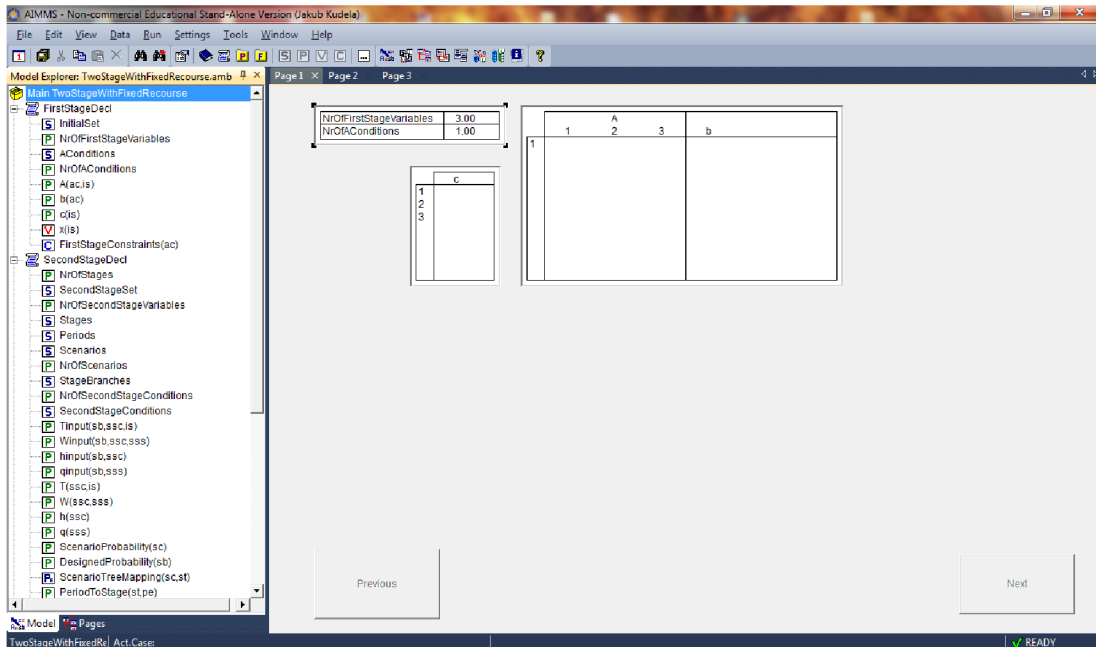 AIMMS - Non-commercial Educational Stand-Alone Version (Jakub Kudela)
File Edit View Data Run Settings Tools Window Help
Model Explorer: TwoStageWithFixedRecourse.amb
Page1 Page 2 Page 3
Main TwoStageWithFixedRecourse
FirstStageDecl
S InitialSet
P NrOfFirstStageVariables
S AConditions
P NrOfAConditions
P A(ac,is)
P b(ac)
P c(is)
V x(is)
C FirstStageConstraints(ac)
SecondStageDecl
P NrOfStages
S SecondStageSet
P NrOfSecondStageVariables
S Stages
S Periods
S Scenarios
P NrOfScenarios
S StageBranches
P NrOfSecondStageConditions
S SecondStageConditions
P Tinput(sb,ssc,is)
P Winput(sb,ssc,sss)
P hinput(sb,ssc)
P qinput(sb,sss)
P T(ssc,is)
P W(ssc,sss)
P h(ssc)
P q(sss)
P ScenarioProbability(sc)
P DesignedProbability(sb)
P ScenarioTreeMapping(sc,st)
P PeriodToStage(st,pe)
Model Pages
NrOfFirstStageVariables 3.00
NrOfAConditions 1.00
c
1
2
3
A
1 2 3 b
1
Previous
Next
TwoStageWithFixedRe Act.Case:
READY